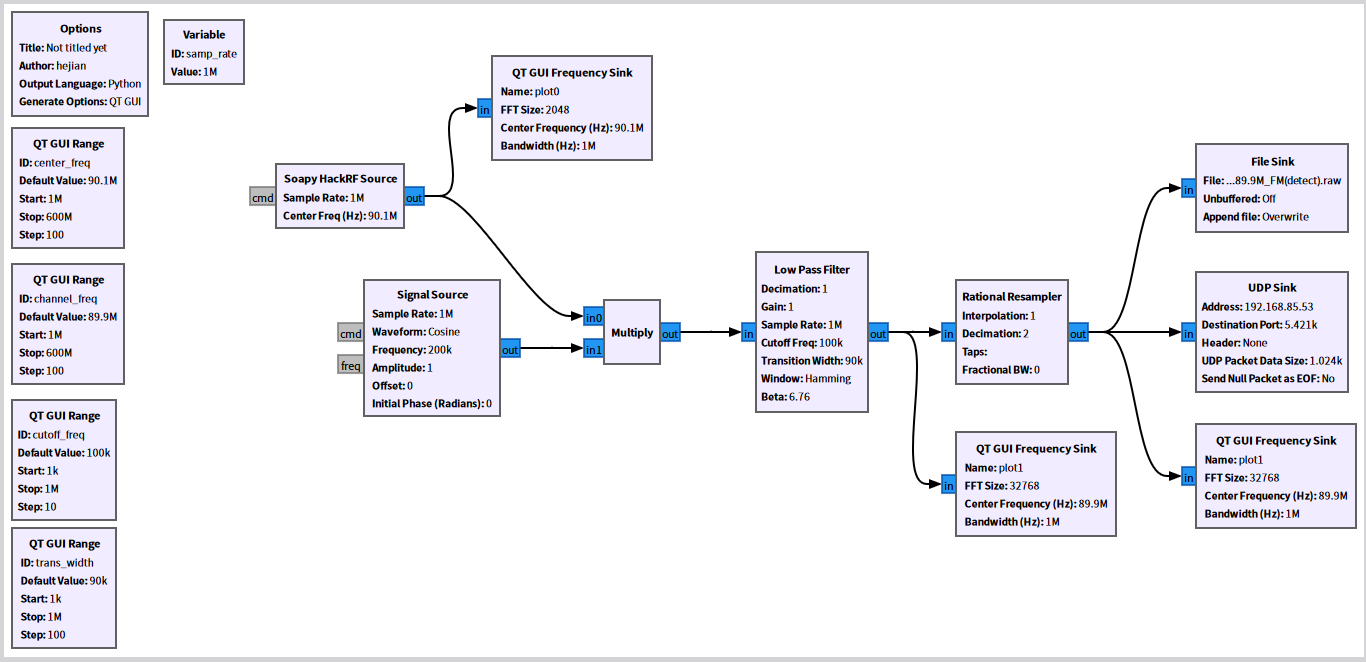 Options
Title: Not titled yet
Author: hejian
Output Language: Python
Generate Options: QT GUI
Variable
ID: samp_rate
Value: 1M
QT GUI Range
ID: center_freq
Default Value: 90.1M
Start: 1M
Stop: 600M
Step: 100
QT GUI Range
ID: channel_freq
Default Value: 89.9M
Start: 1M
Stop: 600M
Step: 100
QT GUI Range
ID: cutoff_freq
Default Value: 100k
Start: 1k
Stop: 1M
Step: 10
QT GUI Range
ID: trans_width
Default Value: 90k
Start: 1k
Stop: 1M
Step: 100
QT GUI Frequency Sink
Name: plot0
FFT Size: 2048
Center Frequency (Hz): 90.1M
Bandwidth (Hz): 1M
in
Soapy HackRF Source
Sample Rate: 1M
Center Freq (Hz): 90.1M
cmd
out
Signal Source
Sample Rate: 1M
Waveform: Cosine
Frequency: 200k
Amplitude: 1
Offset: 0
Initial Phase (Radians): 0
cmd
freq
out
in0
in1
Multiply
out
Low Pass Filter
Decimation: 1
Gain: 1
Sample Rate: 1M
Cutoff Freq: 100k
Transition Width: 90k
Window: Hamming
Beta: 6.76
in
out
Rational Resampler
Interpolation: 1
Decimation: 2
Taps:
Fractional BW: 0
in
out
QT GUI Frequency Sink
Name: plot1
FFT Size: 32768
Center Frequency (Hz): 89.9M
Bandwidth (Hz): 1M
in
File Sink
File: ...89.9M_FM(detect).raw
Unbuffered: Off
Append file: Overwrite
in
UDP Sink
Address: 192.168.85.53
Destination Port: 5.421k
Header: None
UDP Packet Data Size: 1.024k
Send Null Packet as EOF: No
in
QT GUI Frequency Sink
Name: plot1
FFT Size: 32768
Center Frequency (Hz): 89.9M
Bandwidth (Hz): 1M
in